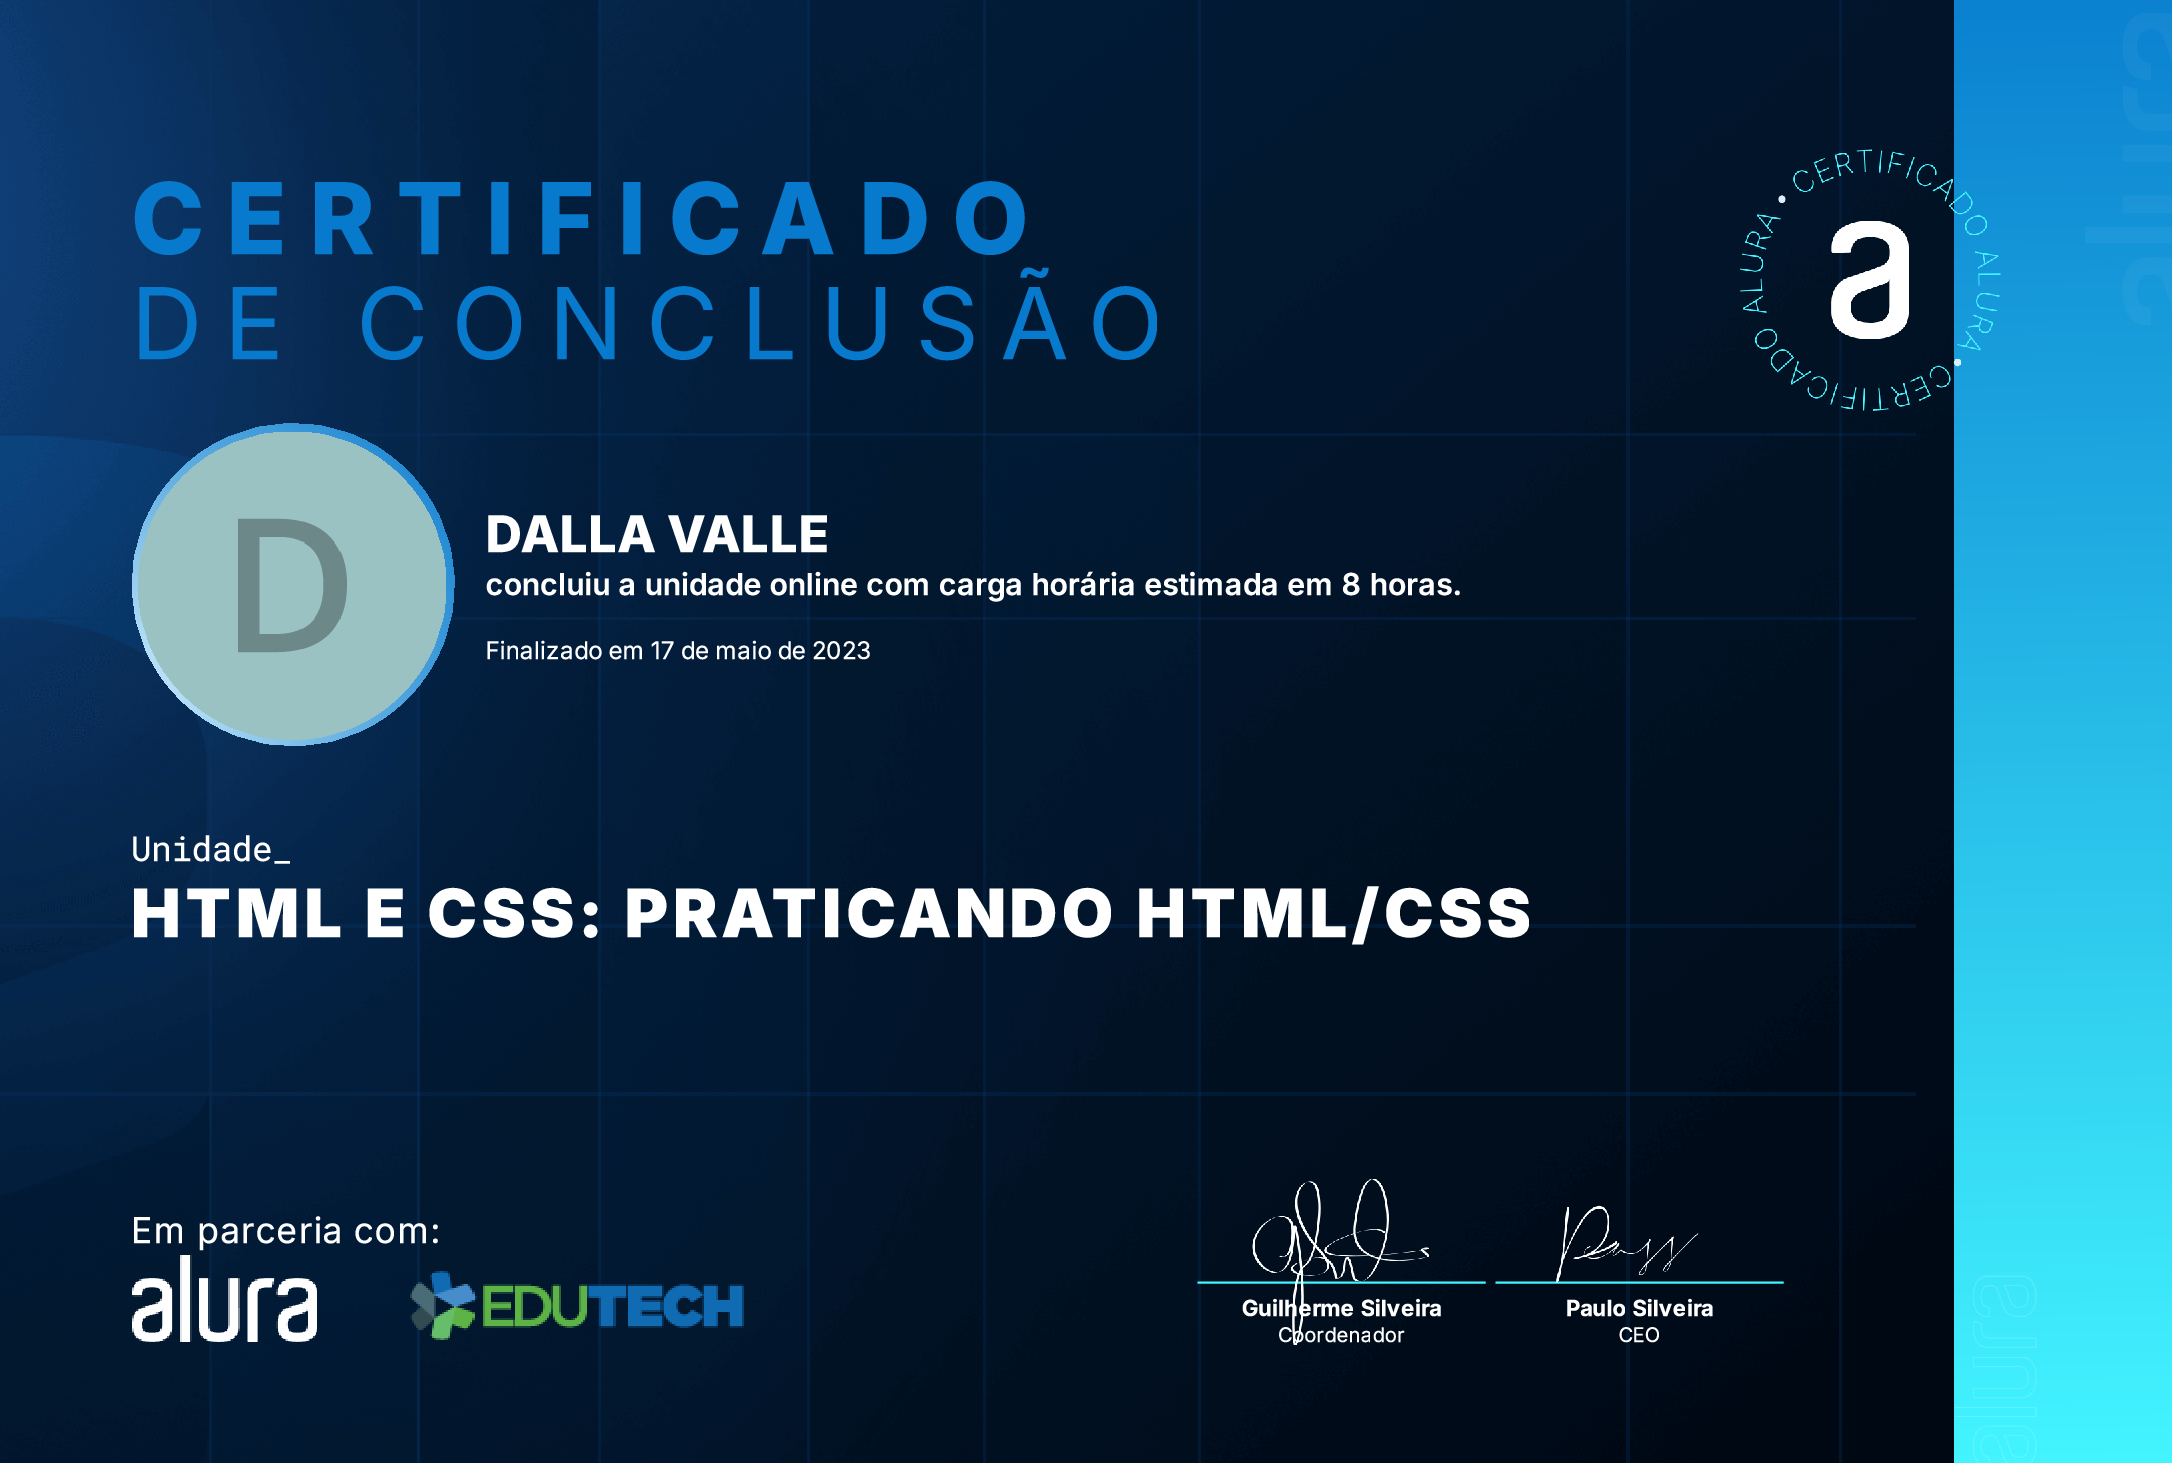 CERTIFICADO
DE CONCLUSÃO
• CERTIFICADO ALURA • CERTIFICADO ALURA
a
alura
D
DALLA VALLE
concluiu a unidade online com carga horária estimada em 8 horas.
Finalizado em 17 de maio de 2023
Unidade_
HTML E CSS: PRATICANDO HTML/CSS
Em parceria com:
alura
EDUTECH
Guilherme Silveira
Coordenador
Paulo Silveira
CEO
alura